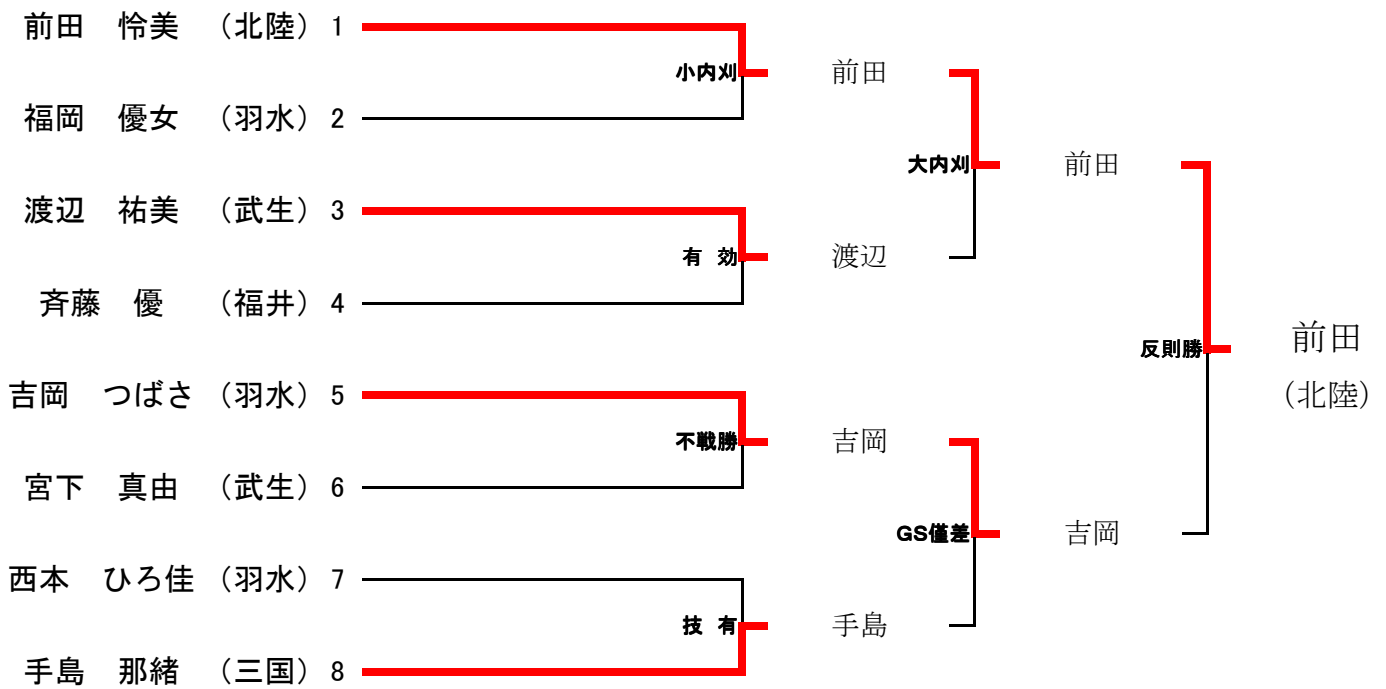 前田　怜美　（北陸） 1
小内刈
前田
福岡　優女　（羽水） 2
大内刈
前田
渡辺　祐美　（武生） 3
有 効
渡辺
斉藤　優　（福井） 4
反則勝
前田
（北陸）
吉岡　つばさ （羽水） 5
不戦勝
吉岡
宮下　真由　（武生） 6
GS僅差
吉岡
西本　ひろ佳 （羽水） 7
技 有
手島
手島　那緒　（三国） 8